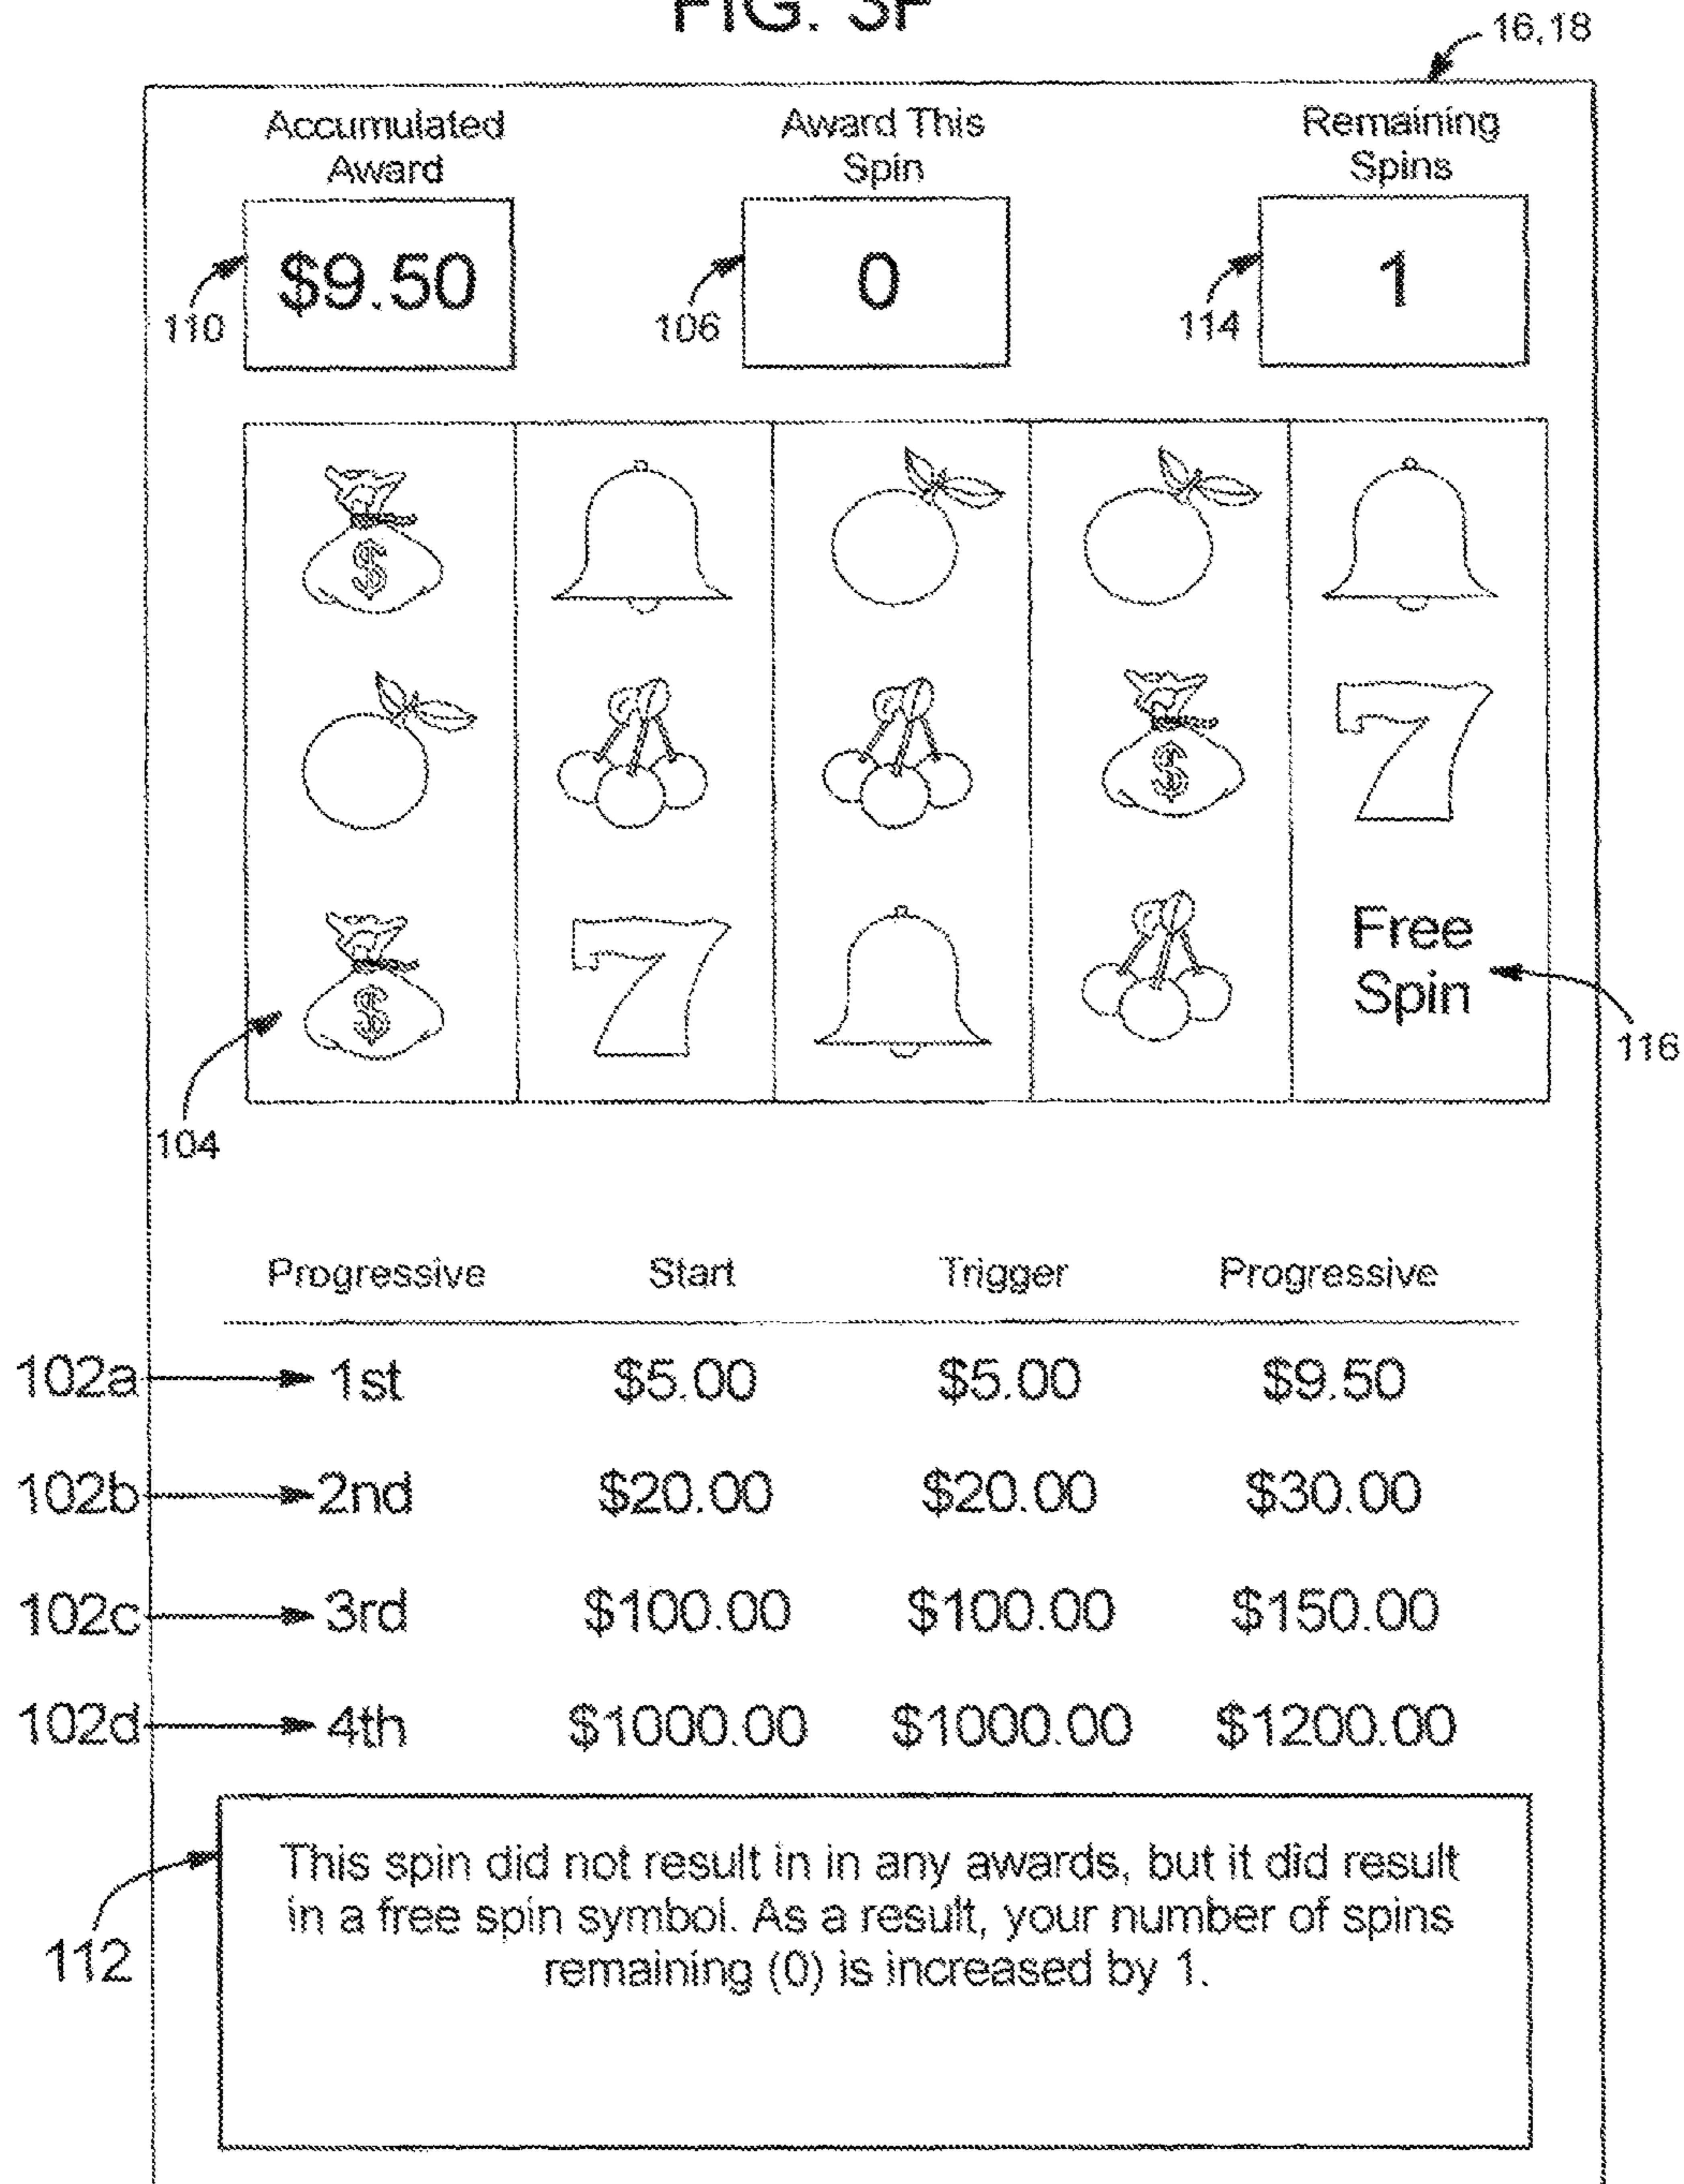 FIG. 3F
16,18
Accumulated Award
Award This Spin
Remaining Spins
$9.50
0
1
110
106
114
$
7
$
$
7
Free
Spin
116
104
Progressive Start Trigger Progressive
102a 1st $5.00 $5.00 $9.50
102b 2nd $20.00 $20.00 $30.00
102c 3rd $100.00 $100.00 $150.00
102d 4th $1000.00 $1000.00 $1200.00
This spin did not result in in any awards, but it did result
in a free spin symbol. As a result, your number of spins
remaining (0) is increased by 1.
112